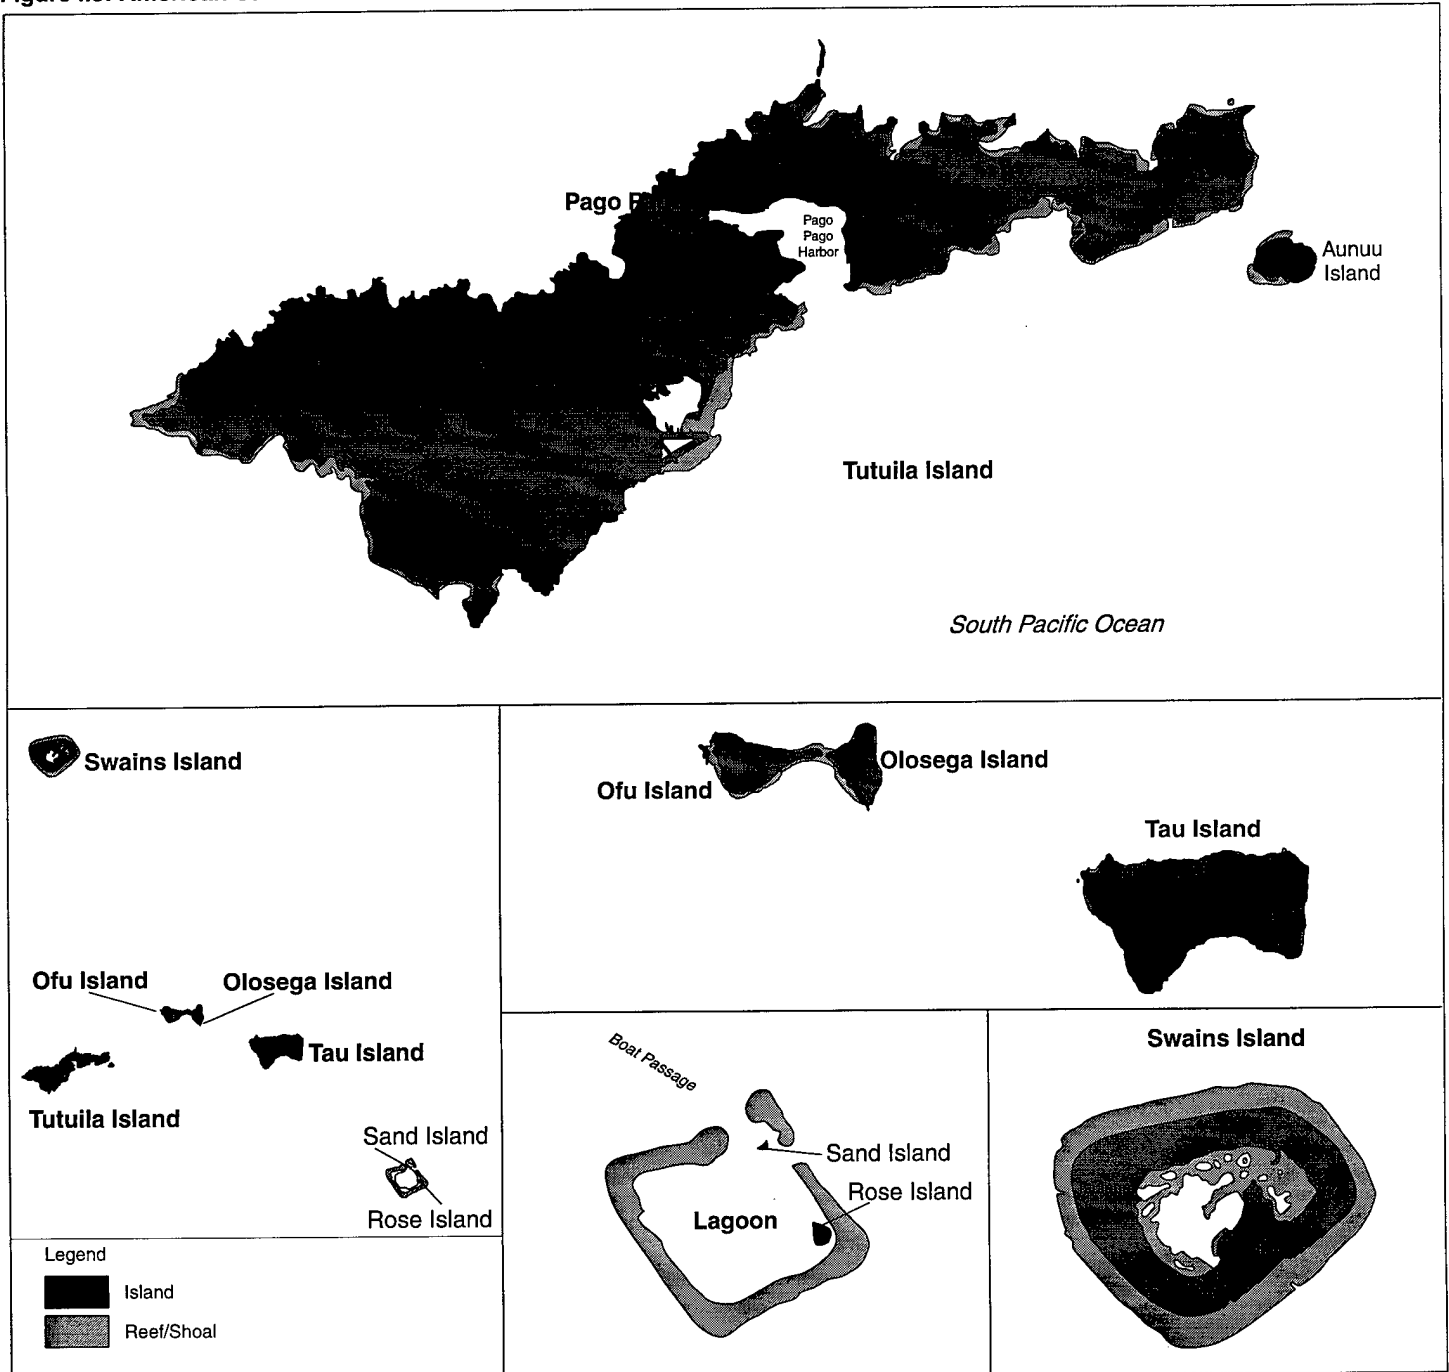 Pago
Pago
Pago
Harbor
Aunuu
Island
Tutuila Island
South Pacific Ocean
Swains Island
Ofu Island
Olosega Island
Tau Island
Tutuila Island
Sand Island
Rose Island
Legend
Island
Reef/Shoal
Ofu Island
Olosega Island
Tau Island
Boat Passage
Sand Island
Rose Island
Lagoon
Swains Island